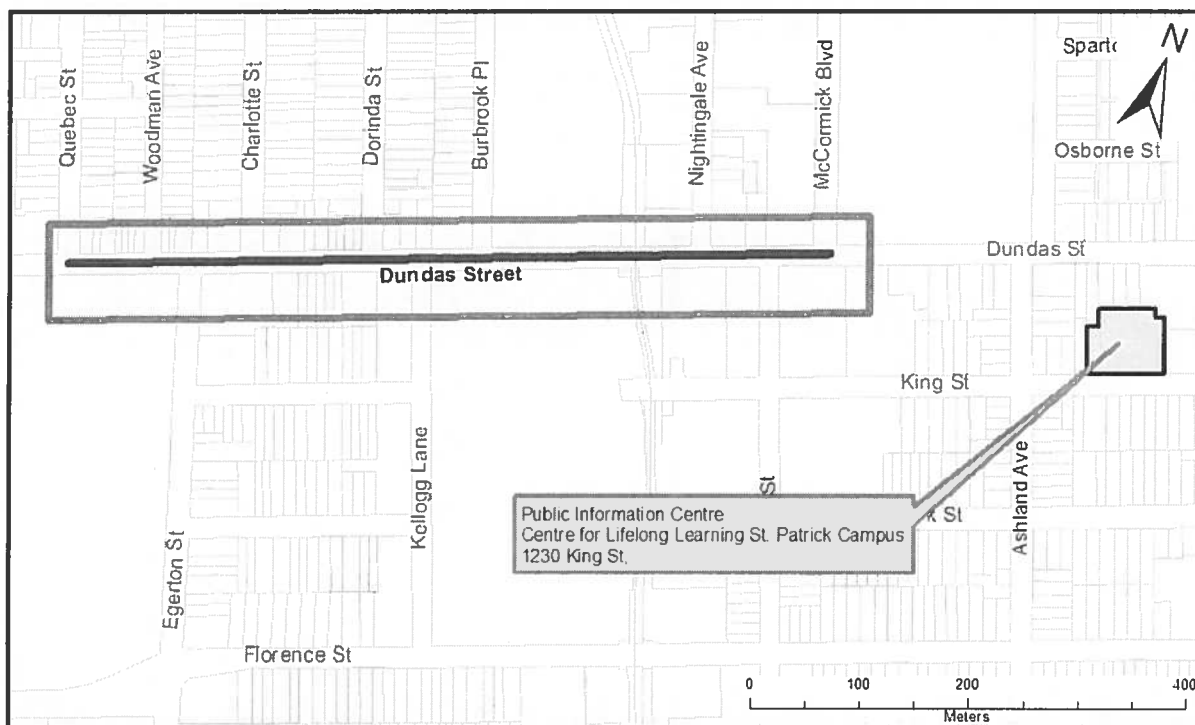 Quebec St
Woodman Ave
Charlotte St
Dorinda St
Burbrook Pl
Nightingale Ave
McCormick Blvd
N
Osborne St
Dundas St
Dundas Street
King St
Kellogg Lane
Egerton St
St
Ashland Ave
Public Information Centre
Centre for Lifelong Learning St. Patrick Campus
1230 King St,
St
Florence St
0 100 200 400
Meters